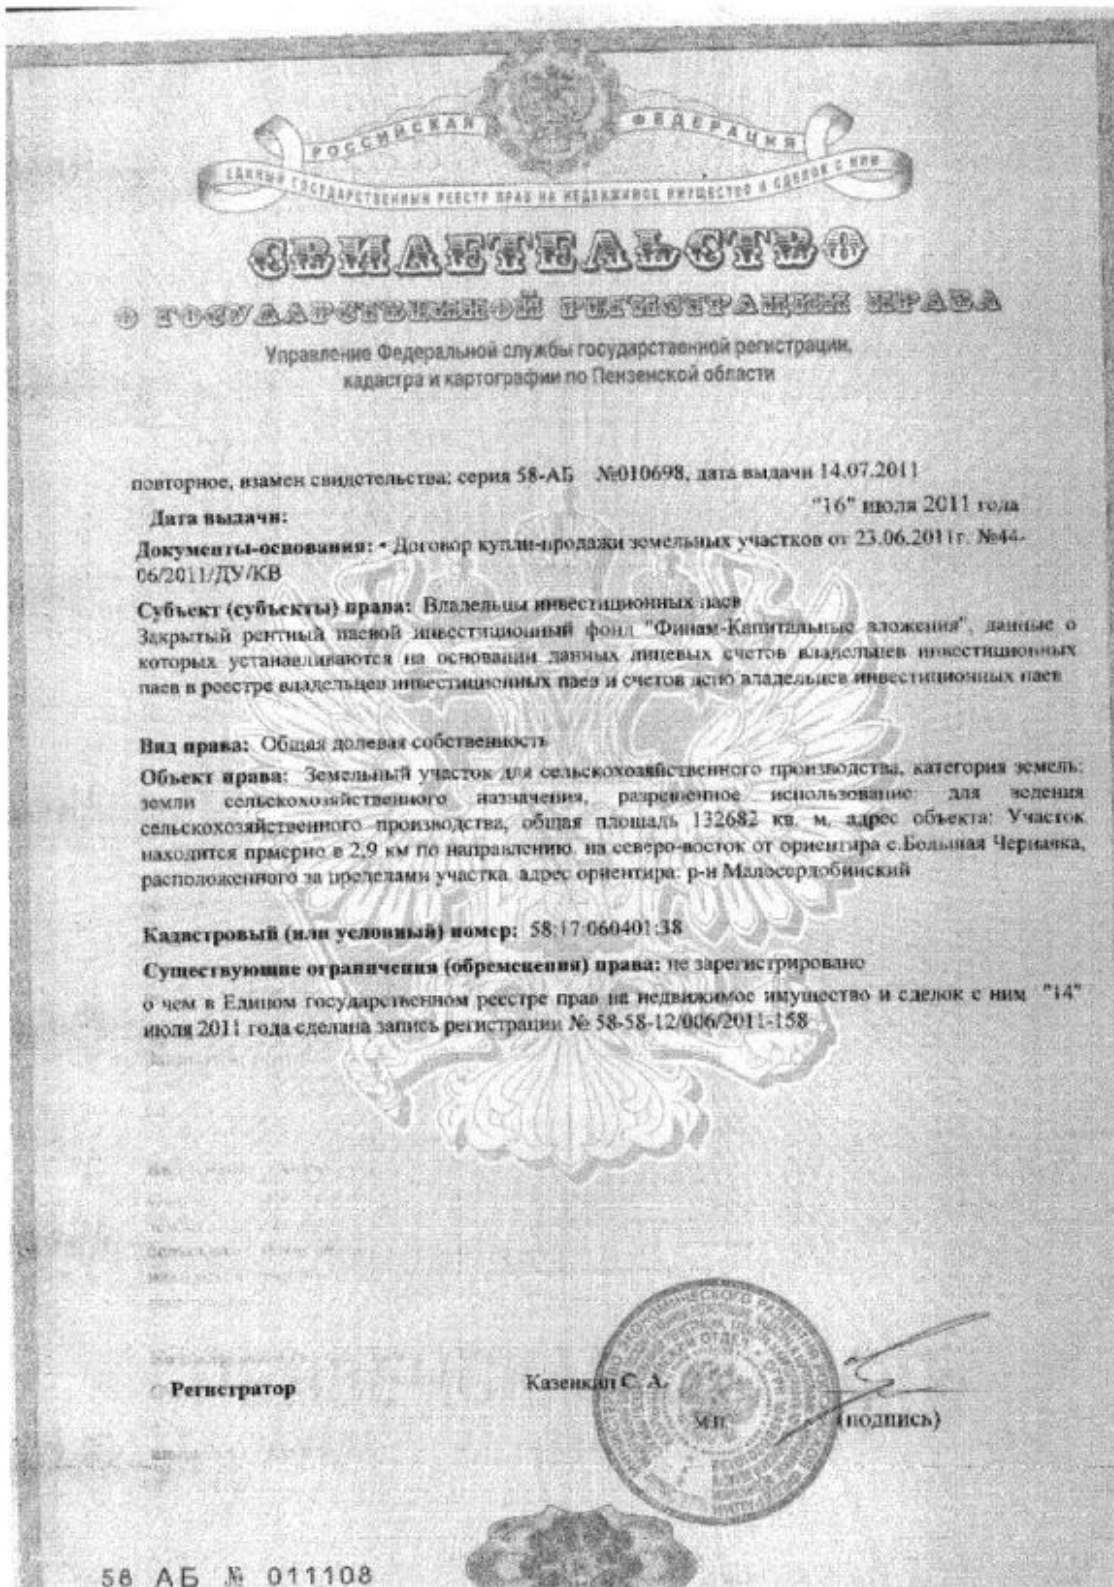 РОССИЙСКАЯ ФЕДЕРАЦИЯ
ЕДИНЫЙ ГОСУДАРСТВЕННЫЙ РЕЕСТР ПРАВ НА НЕДВИЖИМОЕ ИМУЩЕСТВО И СДЕЛОК С НИМ
СВИДЕТЕЛЬСТВО
О ГОСУДАРСТВЕННОЙ РЕГИСТРАЦИИ ПРАВА
Управление Федеральной службы государственной регистрации,
кадастра и картографии по Пензенской области
повторное, взамен свидетельства: серия 58-АБ №010698, дата выдачи 14.07.2011
Дата выдачи: "16" июля 2011 года
Документы-основания: • Договор купли-продажи земельных участков от 23.06.2011г. №44-
06/2011/ДУ/КВ
Субъект (субъекты) права: Владельцы инвестиционных паев
Закрытый рентный паевой инвестиционный фонд "Финам-Капитальные вложения", данные о
которых устанавливаются на основании данных лицевых счетов владельцев инвестиционных
паев в реестре владельцев инвестиционных паев и счетов депо владельцев инвестиционных паев
Вид права: Общая долевая собственность
Объект права: Земельный участок для сельскохозяйственного производства, категория земель:
земли сельскохозяйственного назначения, разрешенное использование: для ведения
сельскохозяйственного производства, общая площадь 132682 кв. м, адрес объекта: Участок
находится прмерно в 2,9 км по направлению на северо-восток от ориентира с.Большая Чернавка,
расположенного за пределами участка, адрес ориентира: р-н Малосердобинский
Кадастровый (или условный) номер: 58:17:060401:38
Существующие ограничения (обременения) права: не зарегистрировано
о чем в Едином государственном реестре прав на недвижимое имущество и сделок с ним "14"
июля 2011 года сделана запись регистрации № 58-58-12/006/2011-158
Регистратор Казенкин С. А.
М.П. (подпись)
58 АБ № 011108